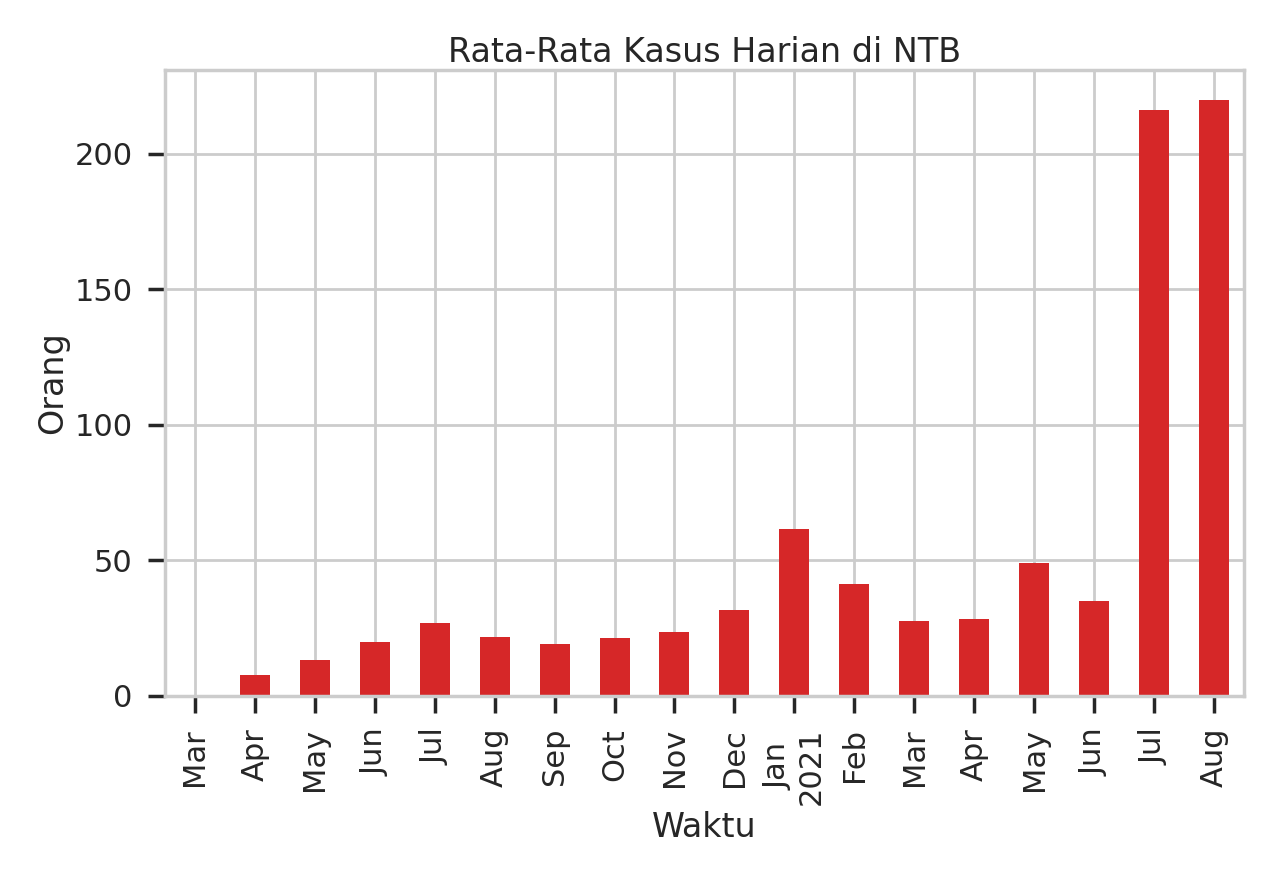 Rata-Rata Kasus Harian di NTB
200
150
100
50
0
Orang
Mar
Apr
May
Jun
Jul
Aug
Sep
Oct
Nov
Dec
Jan
2021
Feb
Mar
Apr
May
Jun
Jul
Aug
Waktu